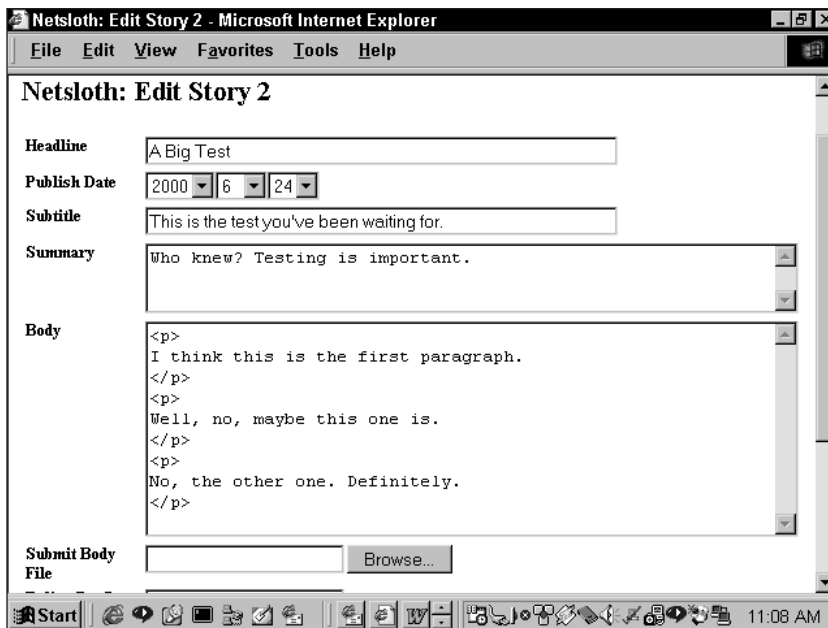 Netsloth: Edit Story 2 - Microsoft Internet Explorer
File Edit View Favorites Tools Help
Netsloth: Edit Story 2
Headline A Big Test
Publish Date 2000 6 24
Subtitle This is the test you've been waiting for.
Summary Who knew? Testing is important.
Body <p>
I think this is the first paragraph.
</p>
<p>
Well, no, maybe this one is.
</p>
<p>
No, the other one. Definitely.
</p>
Submit Body
File Browse...
Start 11:08 AM